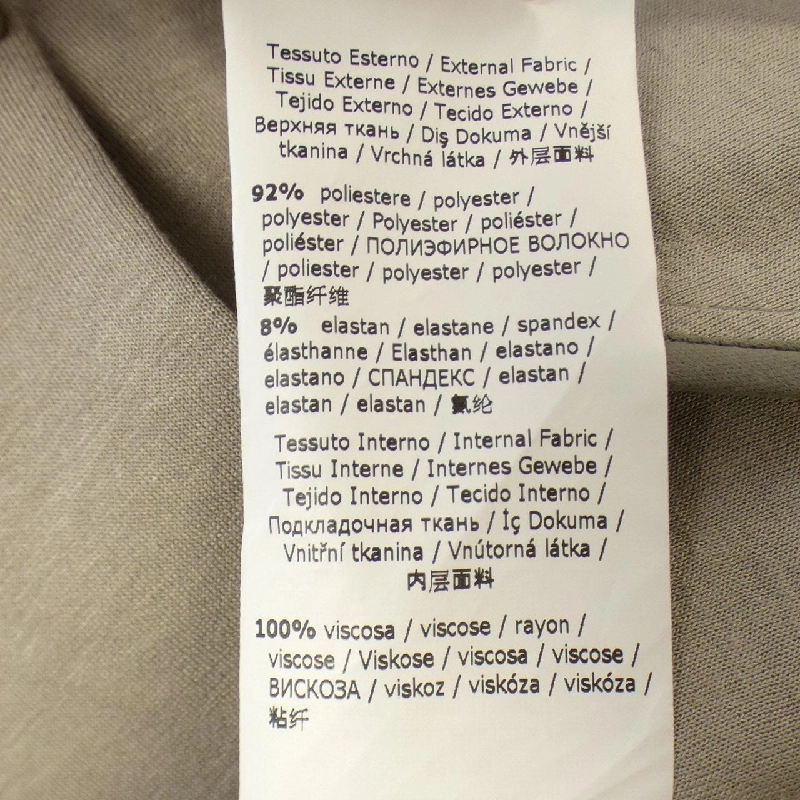 Tessuto Esterno / External Fabric /
Tissu Externe / Externes Gewebe /
Tejido Externo / Tecido Externo /
Верхняя ткань / Diş Dokuma / Vnější
tkanina / Vrchná látka / 外层面料
92% poliestere / polyester /
polyester / Polyester / poliéster /
poliéster / ПОЛИЭФИРНОЕ ВОЛОКНО
/ poliester / polyester / polyester /
聚酯纤维
8% elastan / elastane / spandex /
élasthanne / Elasthan / elastano /
elastano / СПАНДЕКС / elastan /
elastan / elastan / 氨纶
Tessuto Interno / Internal Fabric /
Tissu Interne / Internes Gewebe /
Tejido Interno / Tecido Interno /
Подкладочная ткань / İç Dokuma /
Vnitřní tkanina / Vnútorná látka /
内层面料
100% viscosa / viscose / rayon /
viscose / Viskose / viscosa / viscose /
ВИСКОЗА / viskoz / viskóza / viskóza /
粘纤